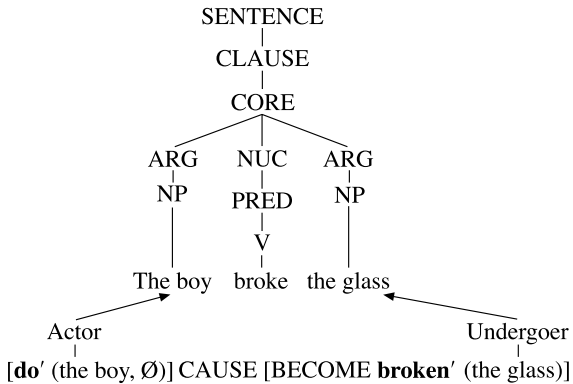 SENTENCE
CLAUSE
CORE
ARG NUC ARG
NP PRED NP
V
The boy broke the glass
Actor Undergoer
[do′ (the boy, Ø)] CAUSE [BECOME broken′ (the glass)]